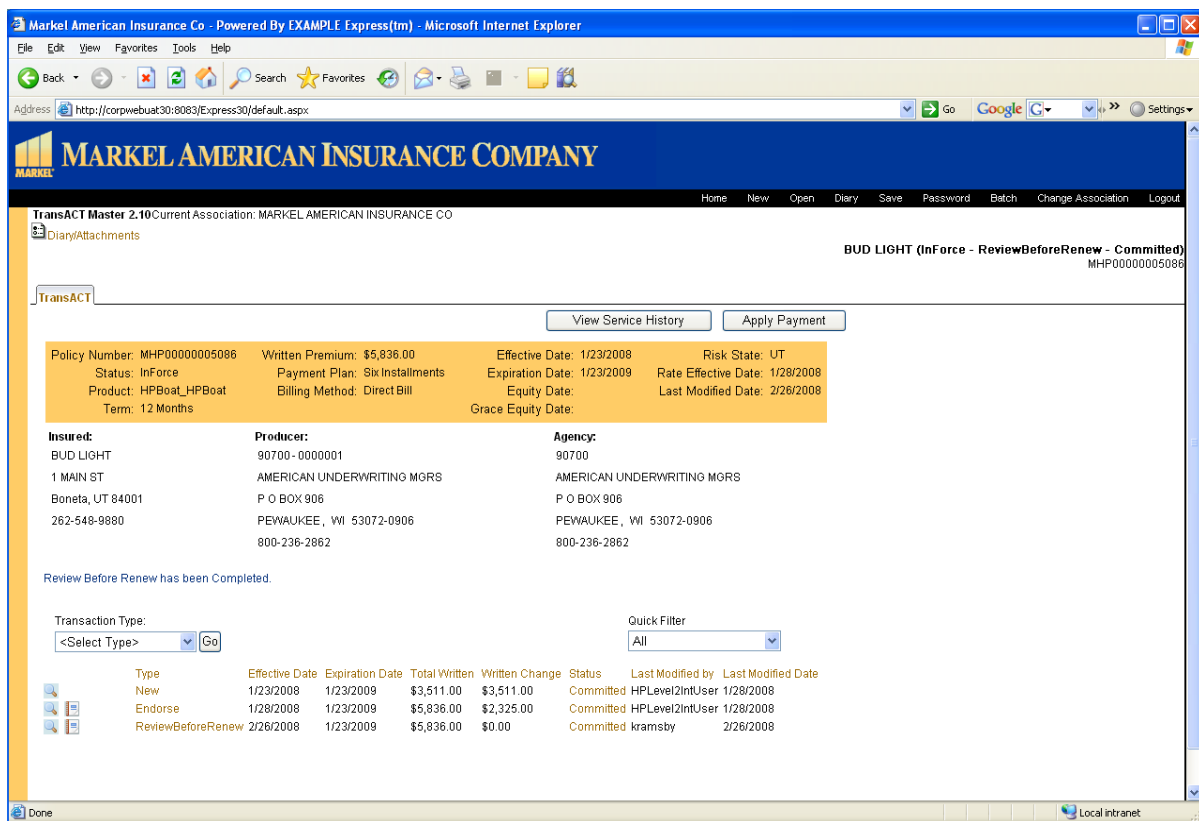 Markel American Insurance Co - Powered By EXAMPLE Express(tm) - Microsoft Internet Explorer
File Edit View Favorites Tools Help
Back Search Favorites
Address http://corpwebuat30:8083/Express30/default.aspx Go Google G Settings
MARKEL MARKEL AMERICAN INSURANCE COMPANY
Home New Open Diary Save Password Batch Change Association Logout
TransACT Master 2.10Current Association: MARKEL AMERICAN INSURANCE CO
Diary/Attachments
BUD LIGHT (InForce - ReviewBeforeRenew - Committed)
MHP00000005086
TransACT
View Service History Apply Payment
Policy Number: MHP00000005086 Written Premium: $5,836.00 Effective Date: 1/23/2008 Risk State: UT
Status: InForce Payment Plan: Six Installments Expiration Date: 1/23/2009 Rate Effective Date: 1/28/2008
Product: HPBoat_HPBoat Billing Method: Direct Bill Equity Date: Last Modified Date: 2/26/2008
Term: 12 Months Grace Equity Date:
Insured: Producer: Agency:
BUD LIGHT 90700-0000001 90700
1 MAIN ST AMERICAN UNDERWRITING MGRS AMERICAN UNDERWRITING MGRS
Boneta, UT 84001 P O BOX 906 P O BOX 906
262-548-9880 PEWAUKEE, WI 53072-0906 PEWAUKEE, WI 53072-0906
800-236-2862 800-236-2862
Review Before Renew has been Completed.
Transaction Type: Quick Filter
<Select Type> Go All
Type Effective Date Expiration Date Total Written Written Change Status Last Modified by Last Modified Date
New 1/23/2008 1/23/2009 $3,511.00 $3,511.00 Committed HPLevel2IntUser 1/28/2008
Endorse 1/28/2008 1/23/2009 $5,836.00 $2,325.00 Committed HPLevel2IntUser 1/28/2008
ReviewBeforeRenew 2/26/2008 1/23/2009 $5,836.00 $0.00 Committed kramsby 2/26/2008
Done Local intranet